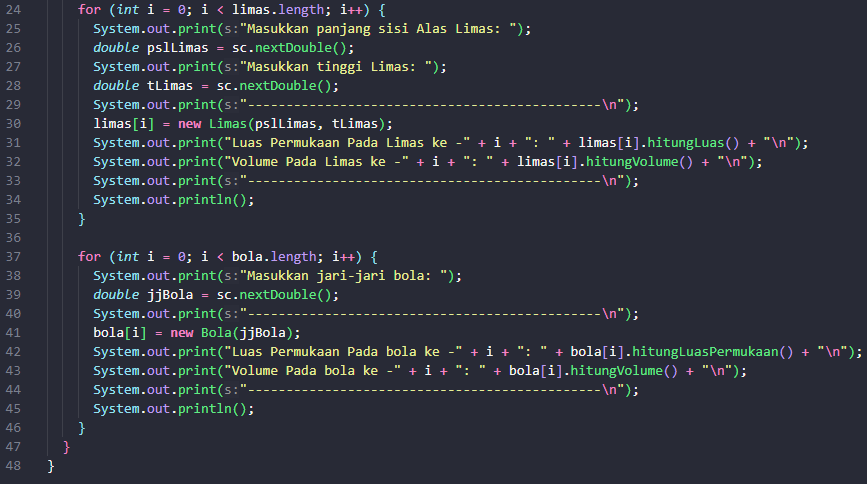 24 for (int i = 0; i < limas.length; i++) {
25 System.out.print(s:"Masukkan panjang sisi Alas Limas: ");
26 double pslLimas = sc.nextDouble();
27 System.out.print(s:"Masukkan tinggi Limas: ");
28 double tLimas = sc.nextDouble();
29 System.out.print(s:"----------------------------------------------\n");
30 limas[i] = new Limas(pslLimas, tLimas);
31 System.out.print("Luas Permukaan Pada Limas ke -" + i + ": " + limas[i].hitungLuas() + "\n");
32 System.out.print("Volume Pada Limas ke -" + i + ": " + limas[i].hitungVolume() + "\n");
33 System.out.print(s:"----------------------------------------------\n");
34 System.out.println();
35 }
36
37 for (int i = 0; i < bola.length; i++) {
38 System.out.print(s:"Masukkan jari-jari bola: ");
39 double jjBola = sc.nextDouble();
40 System.out.print(s:"----------------------------------------------\n");
41 bola[i] = new Bola(jjBola);
42 System.out.print("Luas Permukaan Pada bola ke -" + i + ": " + bola[i].hitungLuasPermukaan() + "\n");
43 System.out.print("Volume Pada bola ke -" + i + ": " + bola[i].hitungVolume() + "\n");
44 System.out.print(s:"----------------------------------------------\n");
45 System.out.println();
46 }
47 }
48 }